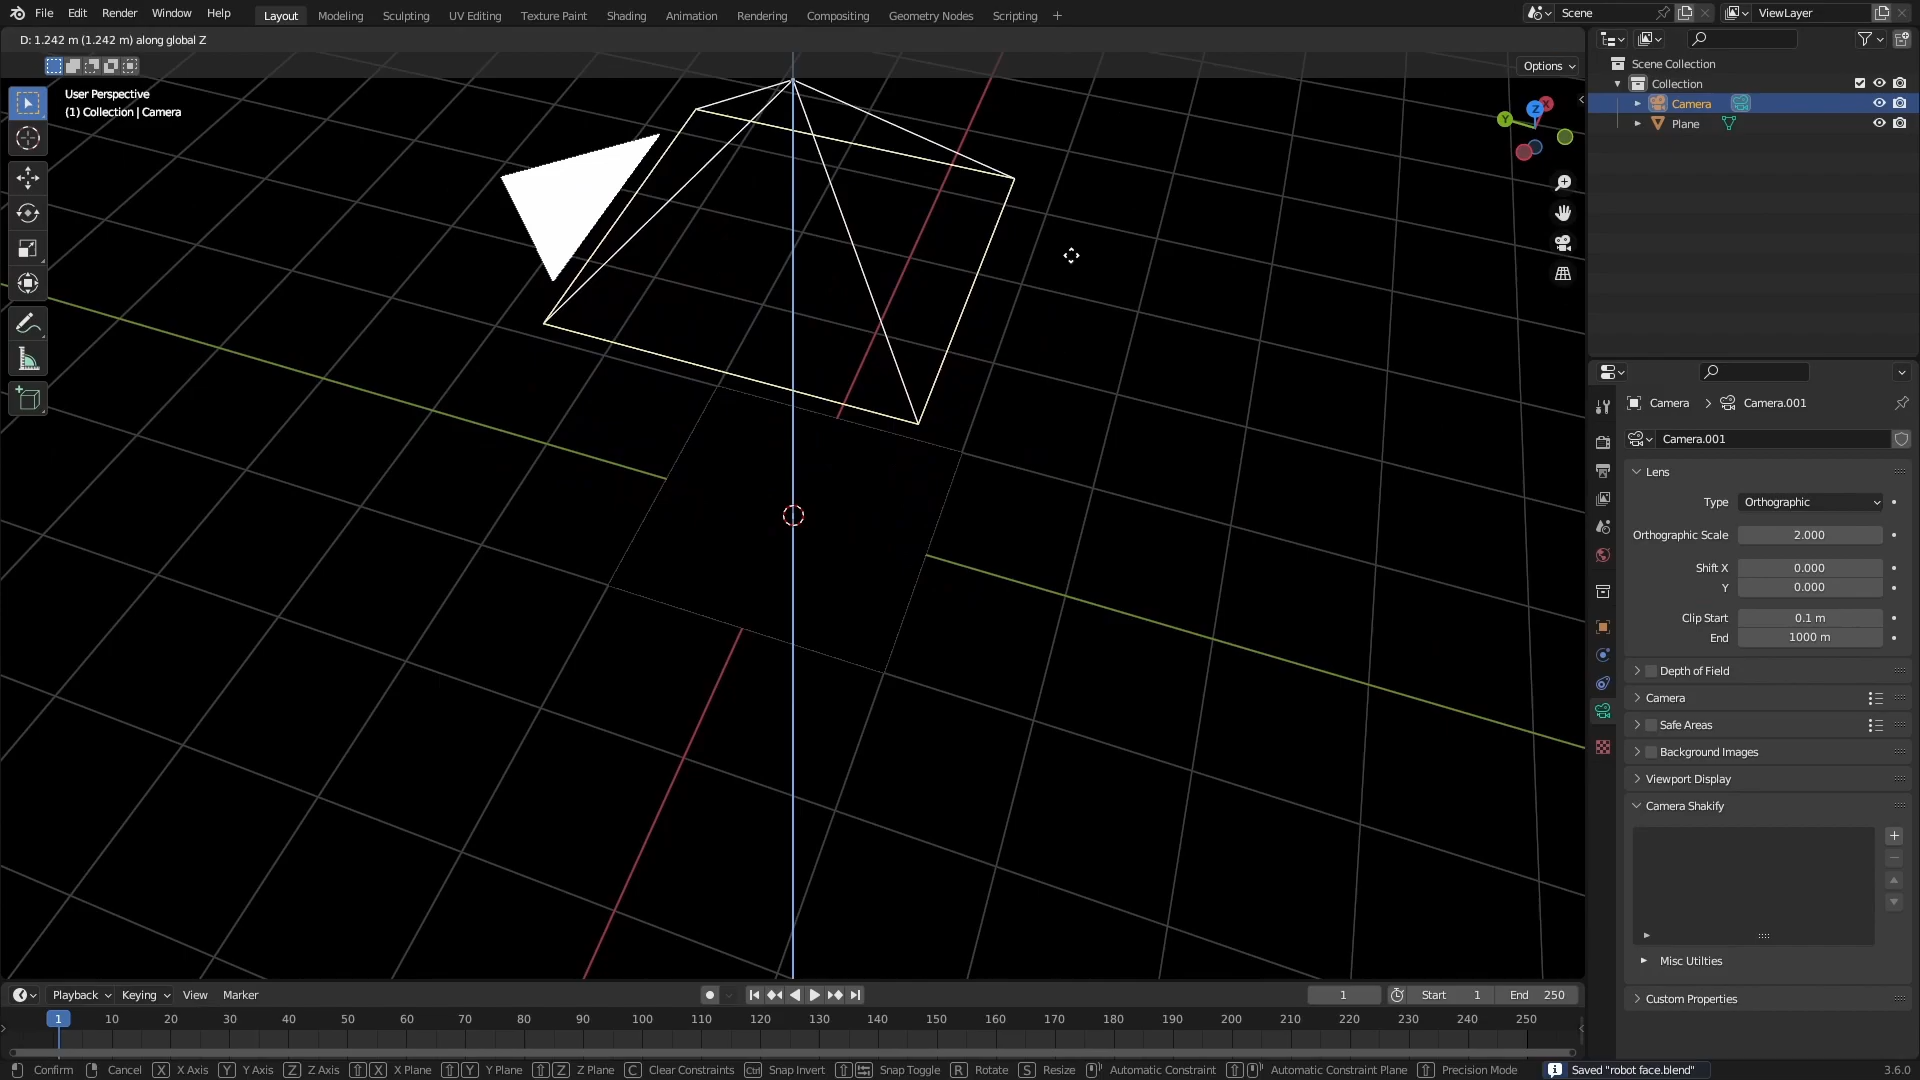 File Edit Render Window Help Layout Modeling Sculpting UV Editing Texture Paint Shading Animation Rendering Compositing Geometry Nodes Scripting + Scene ViewLayer
D: 1.242 m (1.242 m) along global Z
Options
User Perspective
(1) Collection | Camera
Z X
Y
Scene Collection
Collection
Camera
Plane
Camera > Camera.001
Camera.001
Lens
Type Orthographic
Orthographic Scale 2.000
Shift X 0.000
Y 0.000
Clip Start 0.1 m
End 1000 m
Depth of Field
Camera
Safe Areas
Background Images
Viewport Display
Camera Shakify
Misc Utilties
Custom Properties
Playback Keying View Marker 1 Start 1 End 250
1 10 20 30 40 50 60 70 80 90 100 110 120 130 140 150 160 170 180 190 200 210 220 230 240 250
Confirm Cancel X X Axis Y Y Axis Z Z Axis X X Plane Y Y Plane Z Z Plane C Clear Constraints Ctrl Snap Invert Snap Toggle R Rotate S Resize Automatic Constraint Automatic Constraint Plane Precision Mode Saved "robot face.blend" 3.6.0